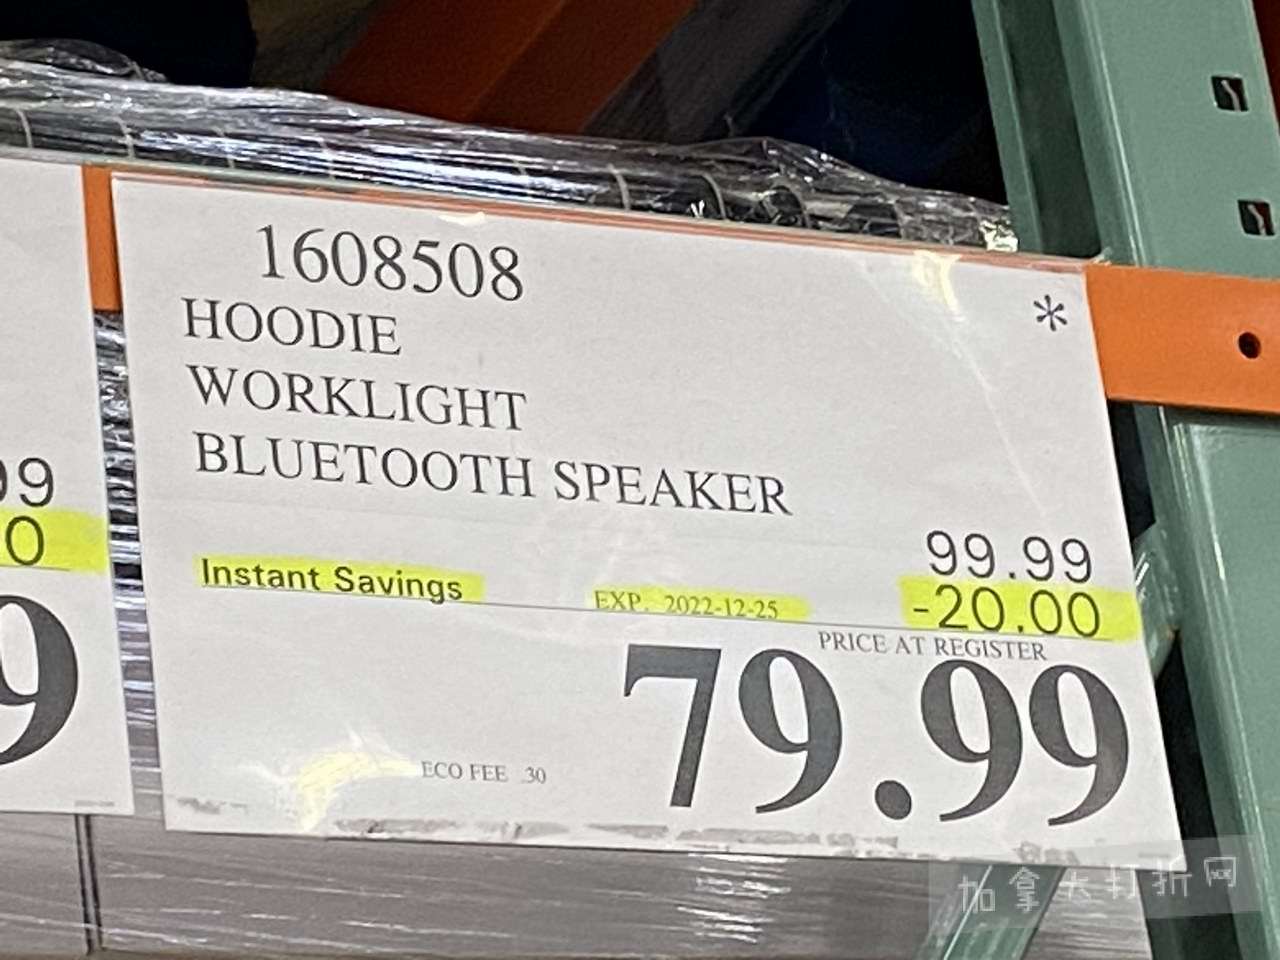 1608508
*
HOODIE
WORKLIGHT
BLUETOOTH SPEAKER
99.99
Instant Savings EXP. 2022-12-25 -20.00
PRICE AT REGISTER
79.99
ECO FEE .30
99
0
9
加拿大打折网